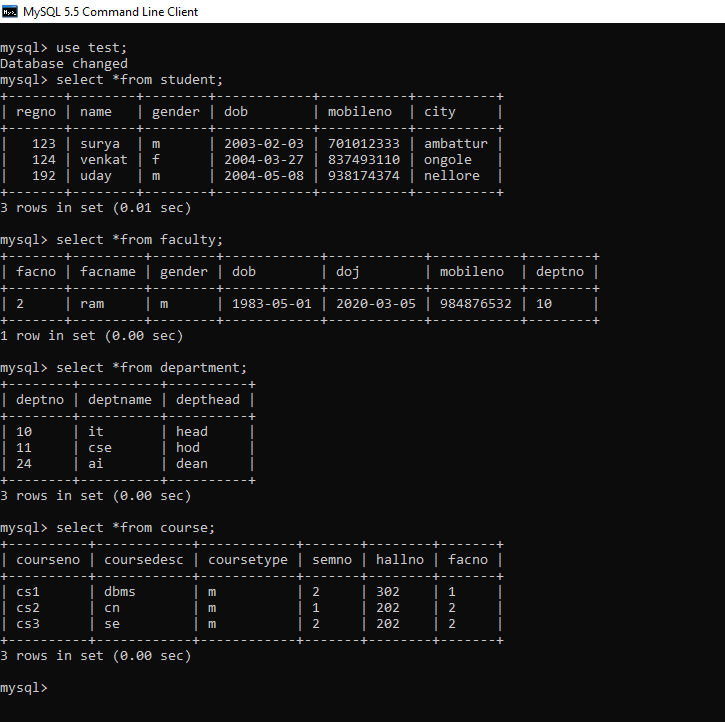 MySQL 5.5 Command Line Client
mysql> use test;
Database changed
mysql> select *from student;
+-------+--------+--------+------------+-----------+----------+
| regno | name   | gender | dob        | mobileno  | city     |
+-------+--------+--------+------------+-----------+----------+
|   123 | surya  | m      | 2003-02-03 | 701012333 | ambattur |
|   124 | venkat | f      | 2004-03-27 | 837493110 | ongole   |
|   192 | uday   | m      | 2004-05-08 | 938174374 | nellore  |
+-------+--------+--------+------------+-----------+----------+
3 rows in set (0.01 sec)
mysql> select *from faculty;
+-------+---------+--------+------------+------------+-----------+--------+
| facno | facname | gender | dob        | doj        | mobileno  | deptno |
+-------+---------+--------+------------+------------+-----------+--------+
| 2     | ram     | m      | 1983-05-01 | 2020-03-05 | 984876532 | 10     |
+-------+---------+--------+------------+------------+-----------+--------+
1 row in set (0.00 sec)
mysql> select *from department;
+--------+----------+----------+
| deptno | deptname | depthead |
+--------+----------+----------+
| 10     | it       | head     |
| 11     | cse      | hod      |
| 24     | ai       | dean     |
+--------+----------+----------+
3 rows in set (0.00 sec)
mysql> select *from course;
+----------+------------+------------+-------+--------+-------+
| courseno | coursedesc | coursetype | semno | hallno | facno |
+----------+------------+------------+-------+--------+-------+
| cs1      | dbms       | m          | 2     | 302    | 1     |
| cs2      | cn         | m          | 1     | 202    | 2     |
| cs3      | se         | m          | 2     | 202    | 2     |
+----------+------------+------------+-------+--------+-------+
3 rows in set (0.00 sec)
mysql>